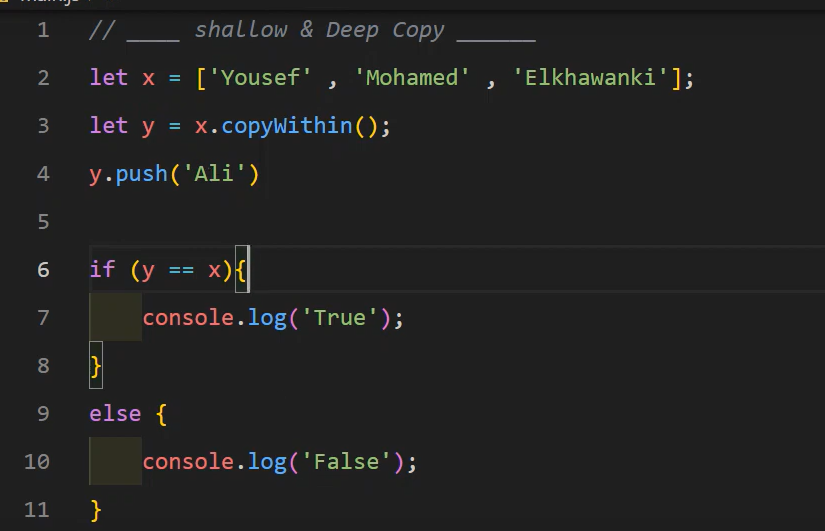 1 // ____ shallow & Deep Copy ______
2 let x = ['Yousef' , 'Mohamed' , 'Elkhawanki'];
3 let y = x.copyWithin();
4 y.push('Ali')
5
6 if (y == x){
7 console.log('True');
8 }
9 else {
10 console.log('False');
11 }